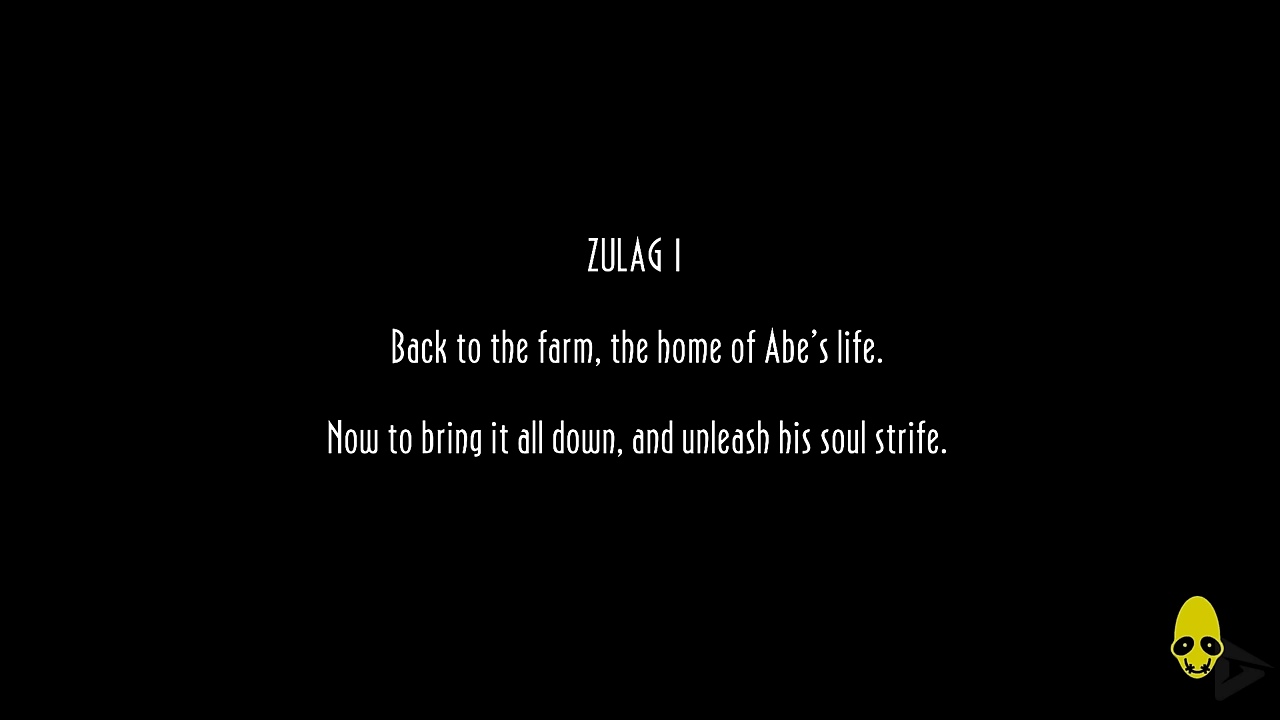 ZULAG 1
Back to the farm, the home of Abe’s life.
Now to bring it all down, and unleash his soul strife.